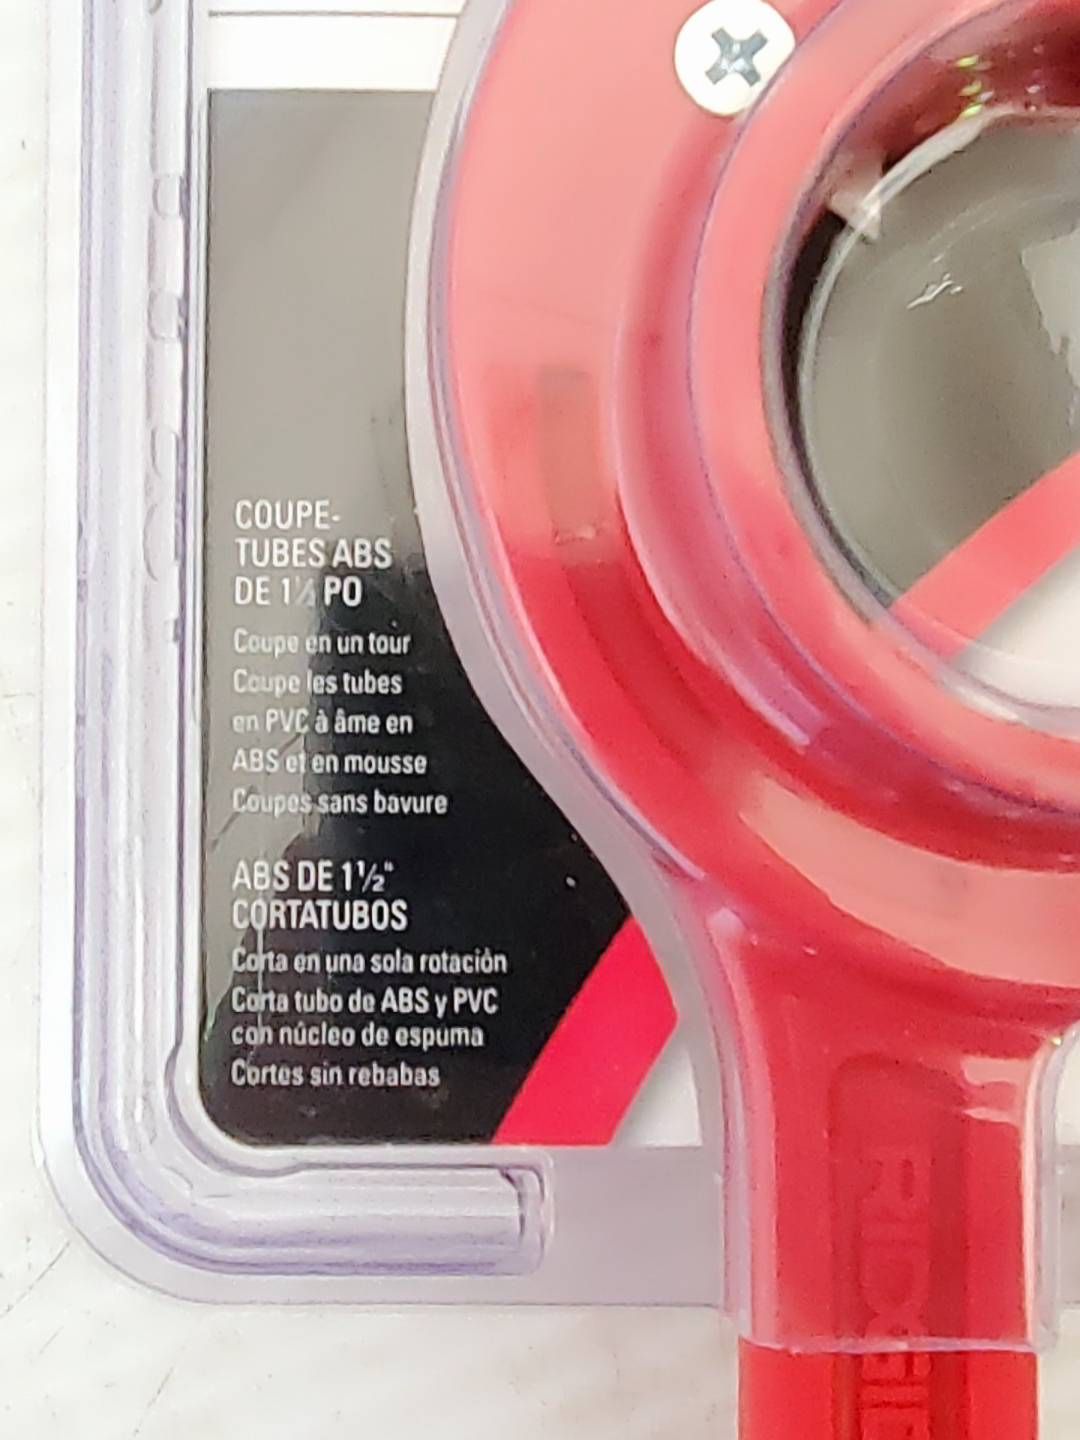 COUPE-
TUBES ABS
DE 1½ PO
Coupe en un tour
Coupe les tubes
en PVC à âme en
ABS et en mousse
Coupes sans bavure
ABS DE 1½"
CORTATUBOS
Corta en una sola rotación
Corta tubo de ABS y PVC
con núcleo de espuma
Cortes sin rebabas